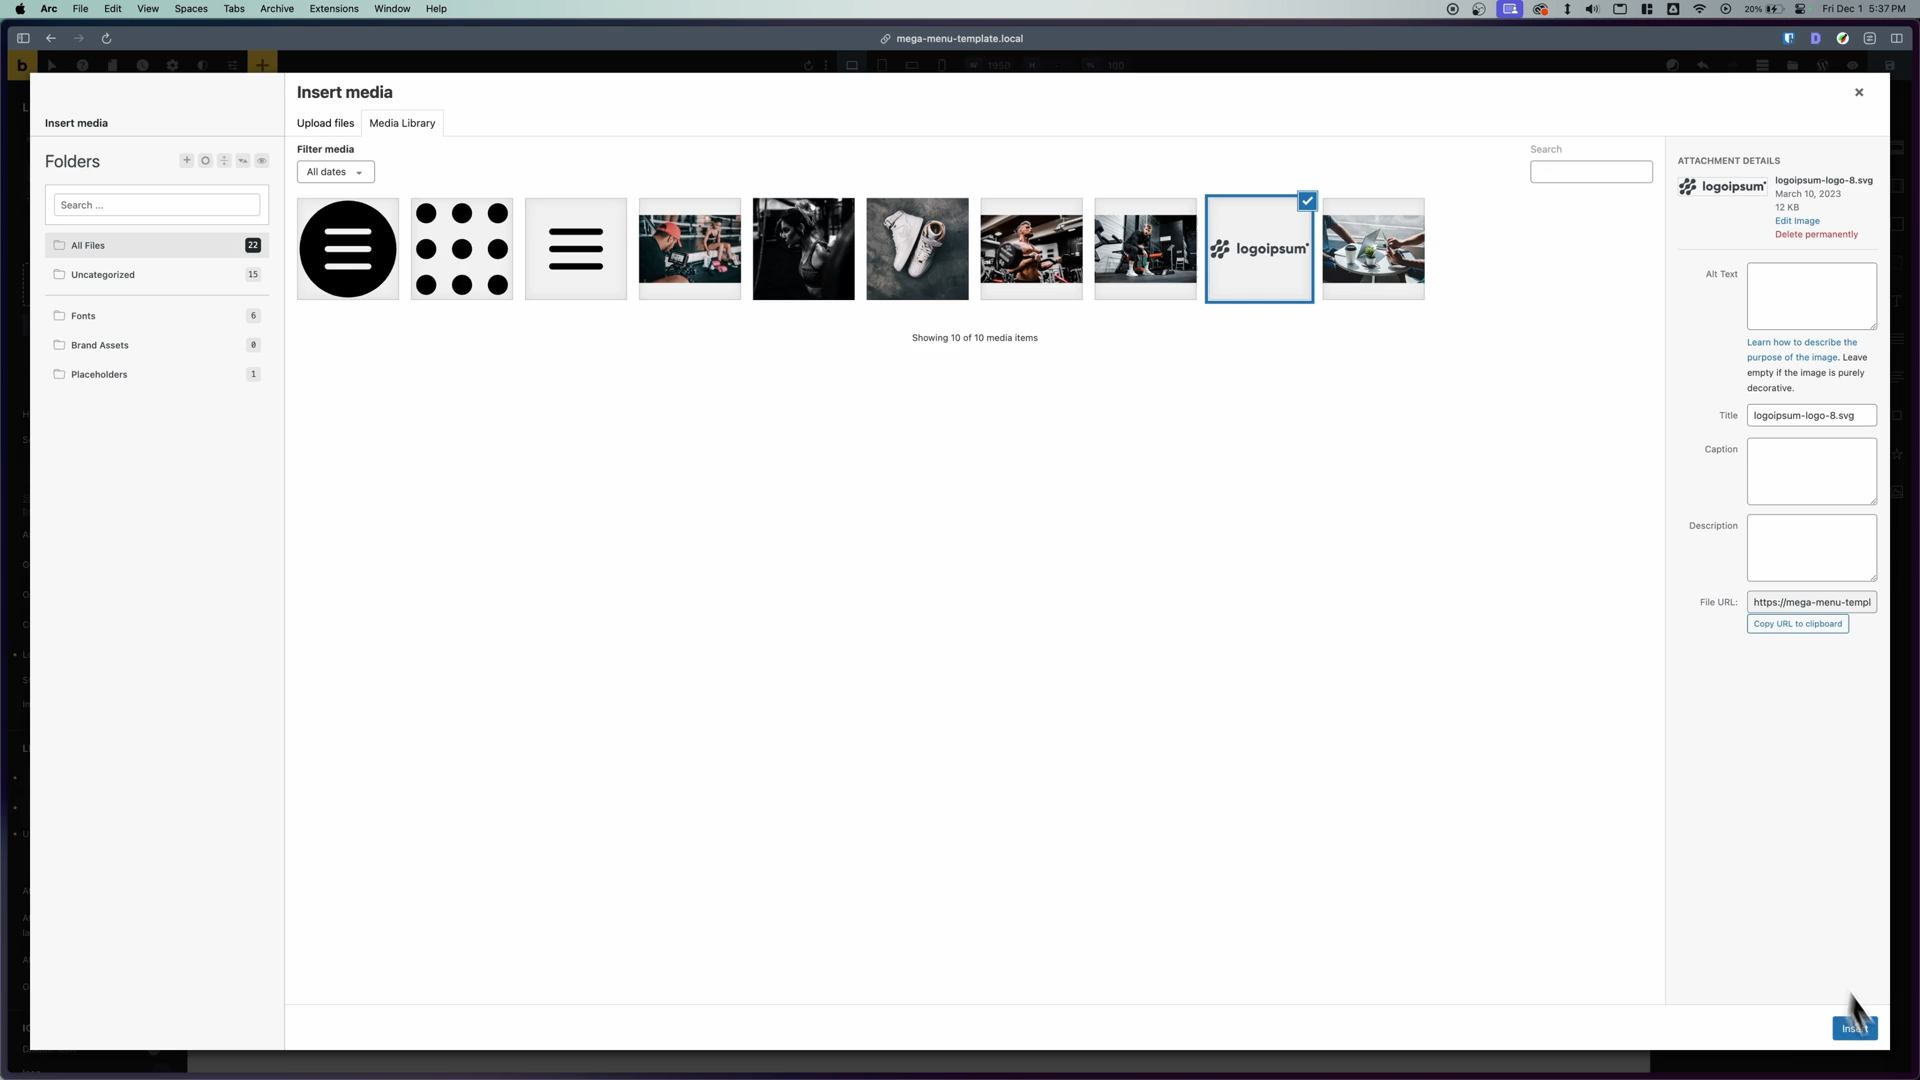 Arc File Edit View Spaces Tabs Archive Extensions Window Help
20% Fri Dec 1 5:37 PM
mega-menu-template.local
b
W 1950 H % 100
Insert media
Insert media
Upload files Media Library
Folders
Search ...
All Files 22
Uncategorized 15
Fonts 6
Brand Assets 0
Placeholders 1
Filter media
All dates
Search
logoipsum
Showing 10 of 10 media items
ATTACHMENT DETAILS
logoipsum
logoipsum-logo-8.svg
March 10, 2023
12 KB
Edit Image
Delete permanently
Alt Text
Learn how to describe the
purpose of the image. Leave
empty if the image is purely
decorative.
Title logoipsum-logo-8.svg
Caption
Description
File URL: https://mega-menu-templ
Copy URL to clipboard
Insert